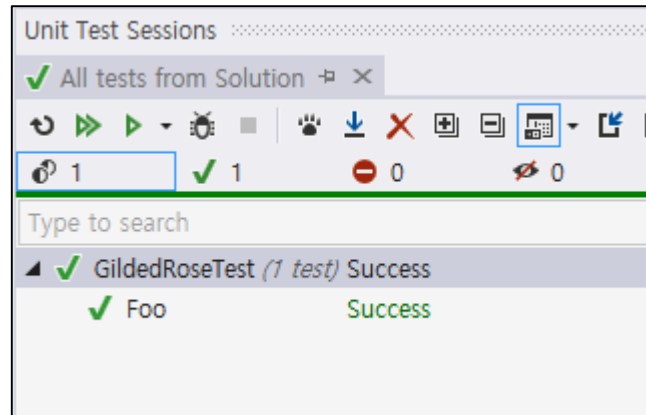 Unit Test Sessions
All tests from Solution
1 1 0 0
Type to search
GildedRoseTest (1 test) Success
Foo Success